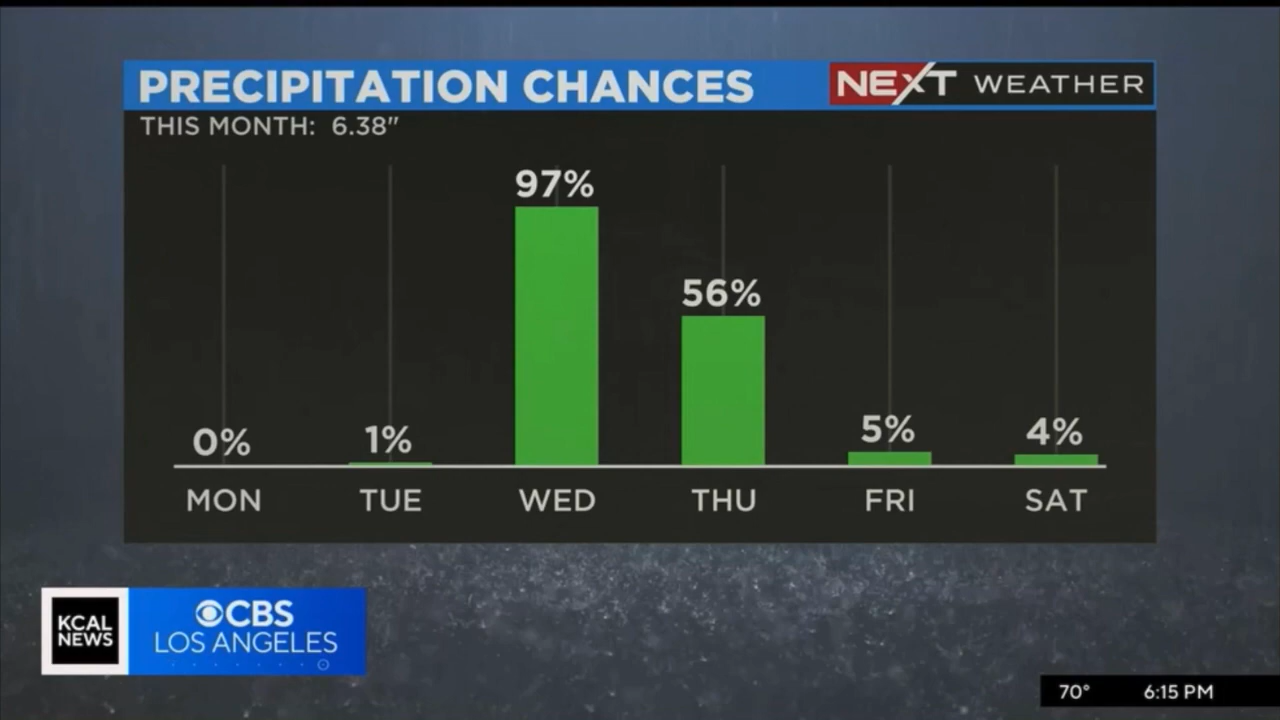 PRECIPITATION CHANCES
NEXT WEATHER
THIS MONTH: 6.38"
97%
56%
0%
1%
5%
4%
MON TUE WED THU FRI SAT
KCAL
NEWS
CBS
LOS ANGELES
70° 6:15 PM